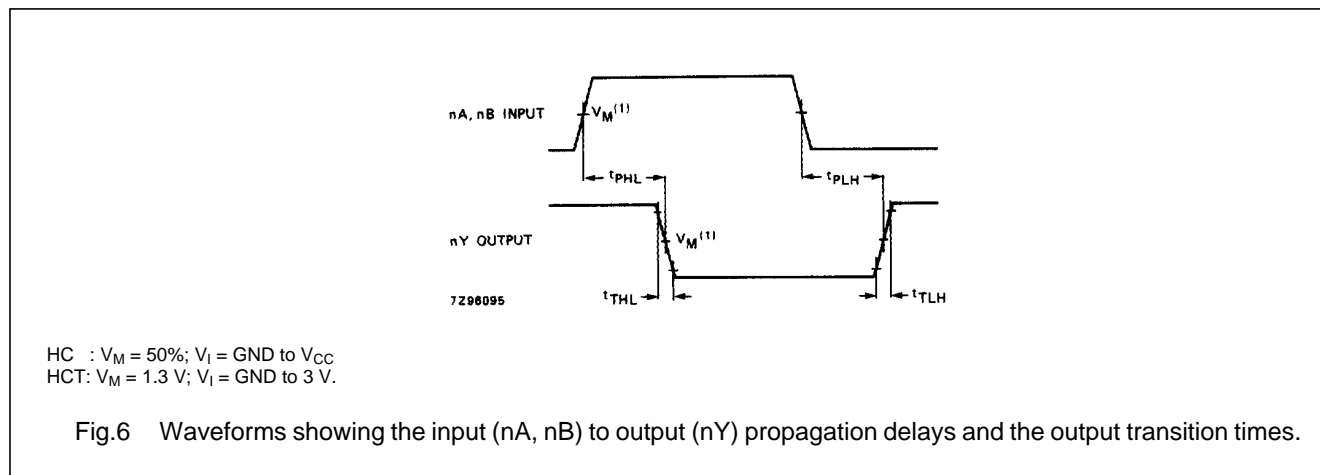 nA, nB INPUT
VM(1)
tPHL
tPLH
nY OUTPUT
VM(1)
tTHL
tTLH
7Z96095
HC : VM = 50%; VI = GND to VCC
HCT: VM = 1.3 V; VI = GND to 3 V.
Fig.6 Waveforms showing the input (nA, nB) to output (nY) propagation delays and the output transition times.